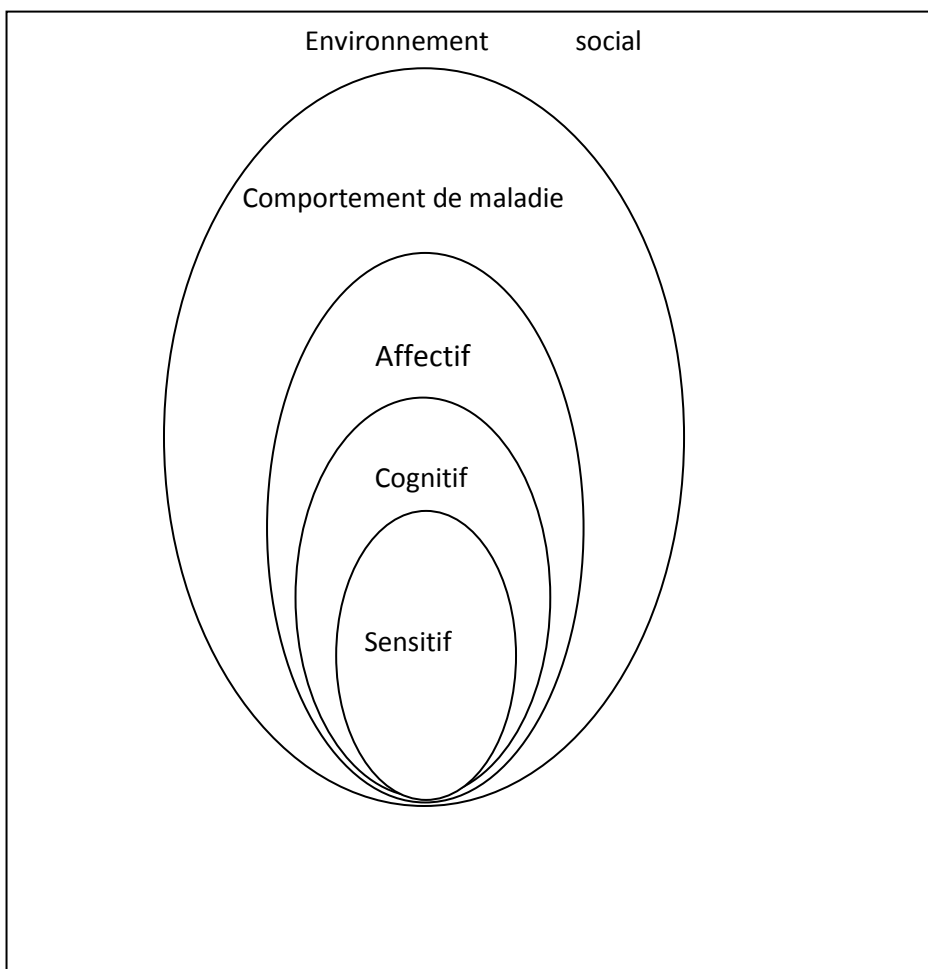 Environnement social
Comportement de maladie
Affectif
Cognitif
Sensitif